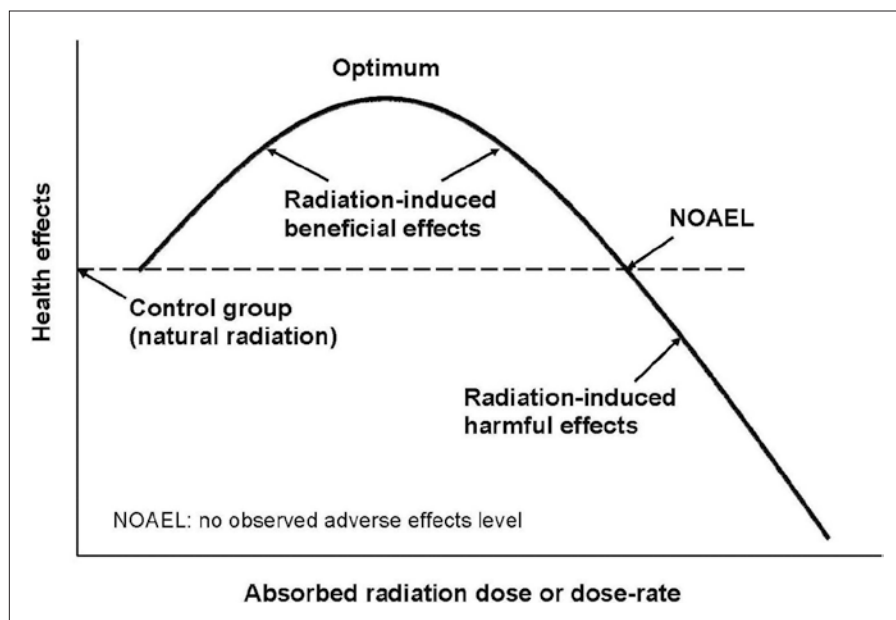 Optimum
Radiation-induced
beneficial effects
NOAEL
Control group
(natural radiation)
Radiation-induced
harmful effects
NOAEL: no observed adverse effects level
Health effects
Absorbed radiation dose or dose-rate